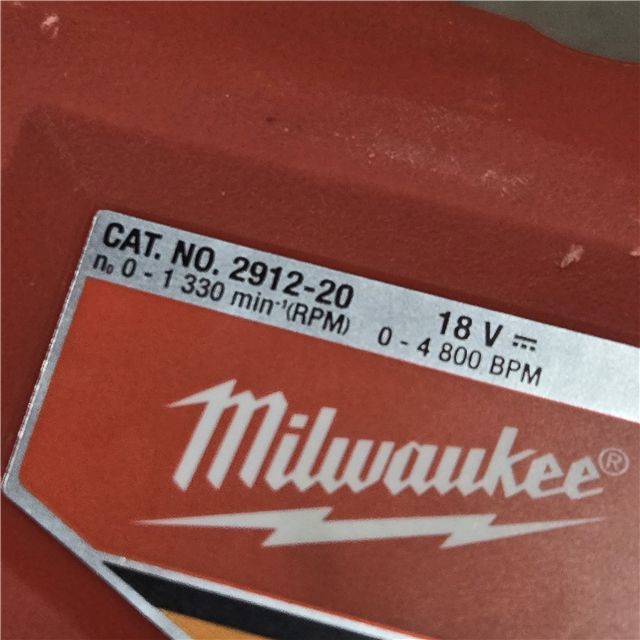 CAT. NO. 2912-20 18 V ⎓
n₀ 0 - 1 330 min⁻¹(RPM) 0 - 4 800 BPM
Milwaukee®